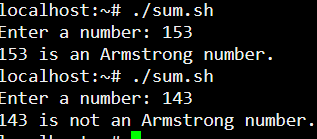 localhost:~# ./sum.sh
Enter a number: 153
153 is an Armstrong number.
localhost:~# ./sum.sh
Enter a number: 143
143 is not an Armstrong number.
localhost:~#